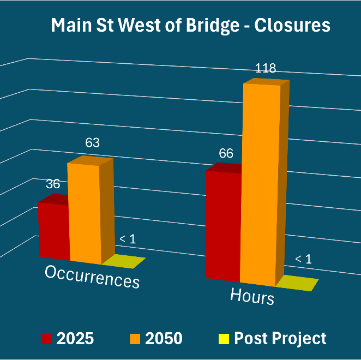 Main St West of Bridge - Closures
118
63
66
36
< 1
< 1
Occurrences
Hours
2025
2050
Post Project